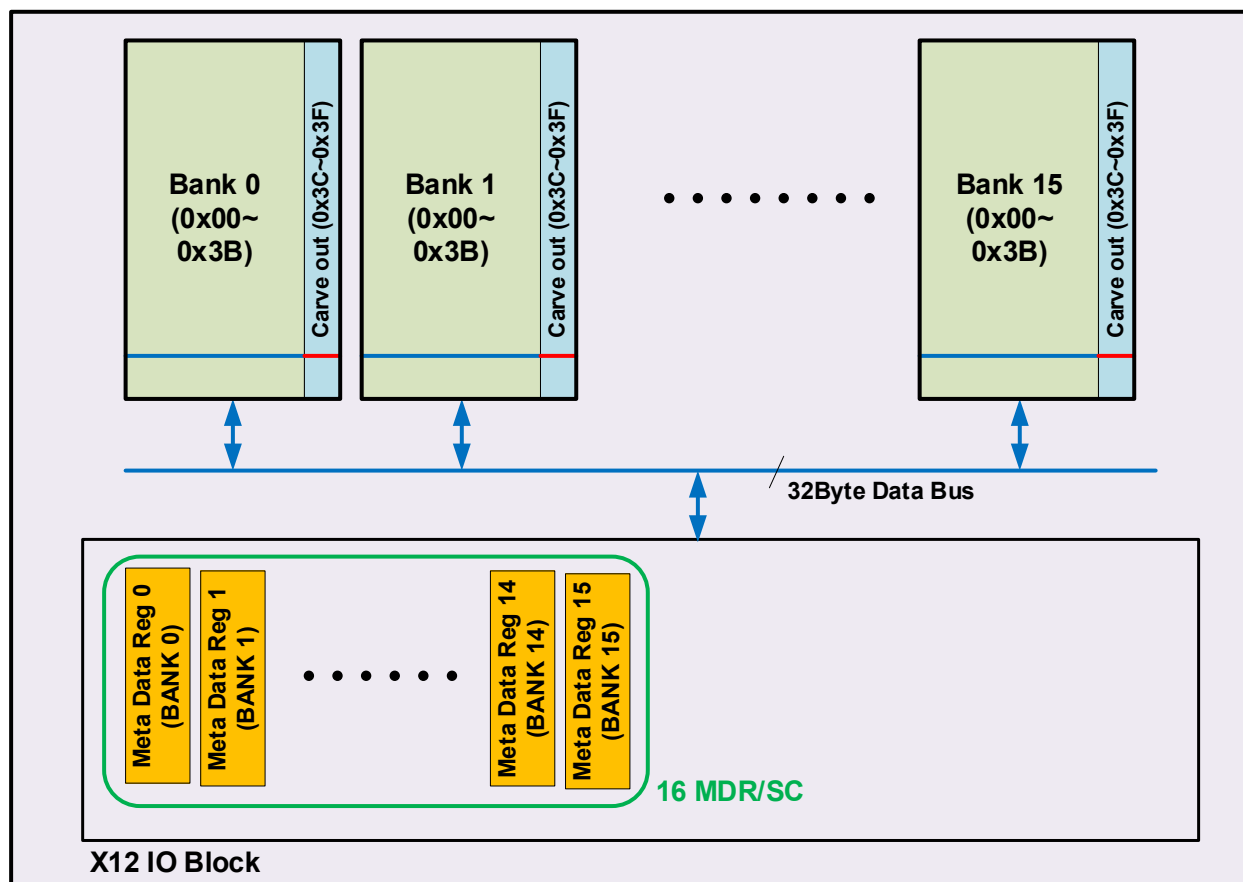 Bank 0
(0x00~
0x3B)
Carve out (0x3C~0x3F)
Bank 1
(0x00~
0x3B)
Carve out (0x3C~0x3F)
Bank 15
(0x00~
0x3B)
Carve out (0x3C~0x3F)
32Byte Data Bus
Meta Data Reg 0
(BANK 0)
Meta Data Reg 1
(BANK 1)
Meta Data Reg 14
(BANK 14)
Meta Data Reg 15
(BANK 15)
16 MDR/SC
X12 IO Block